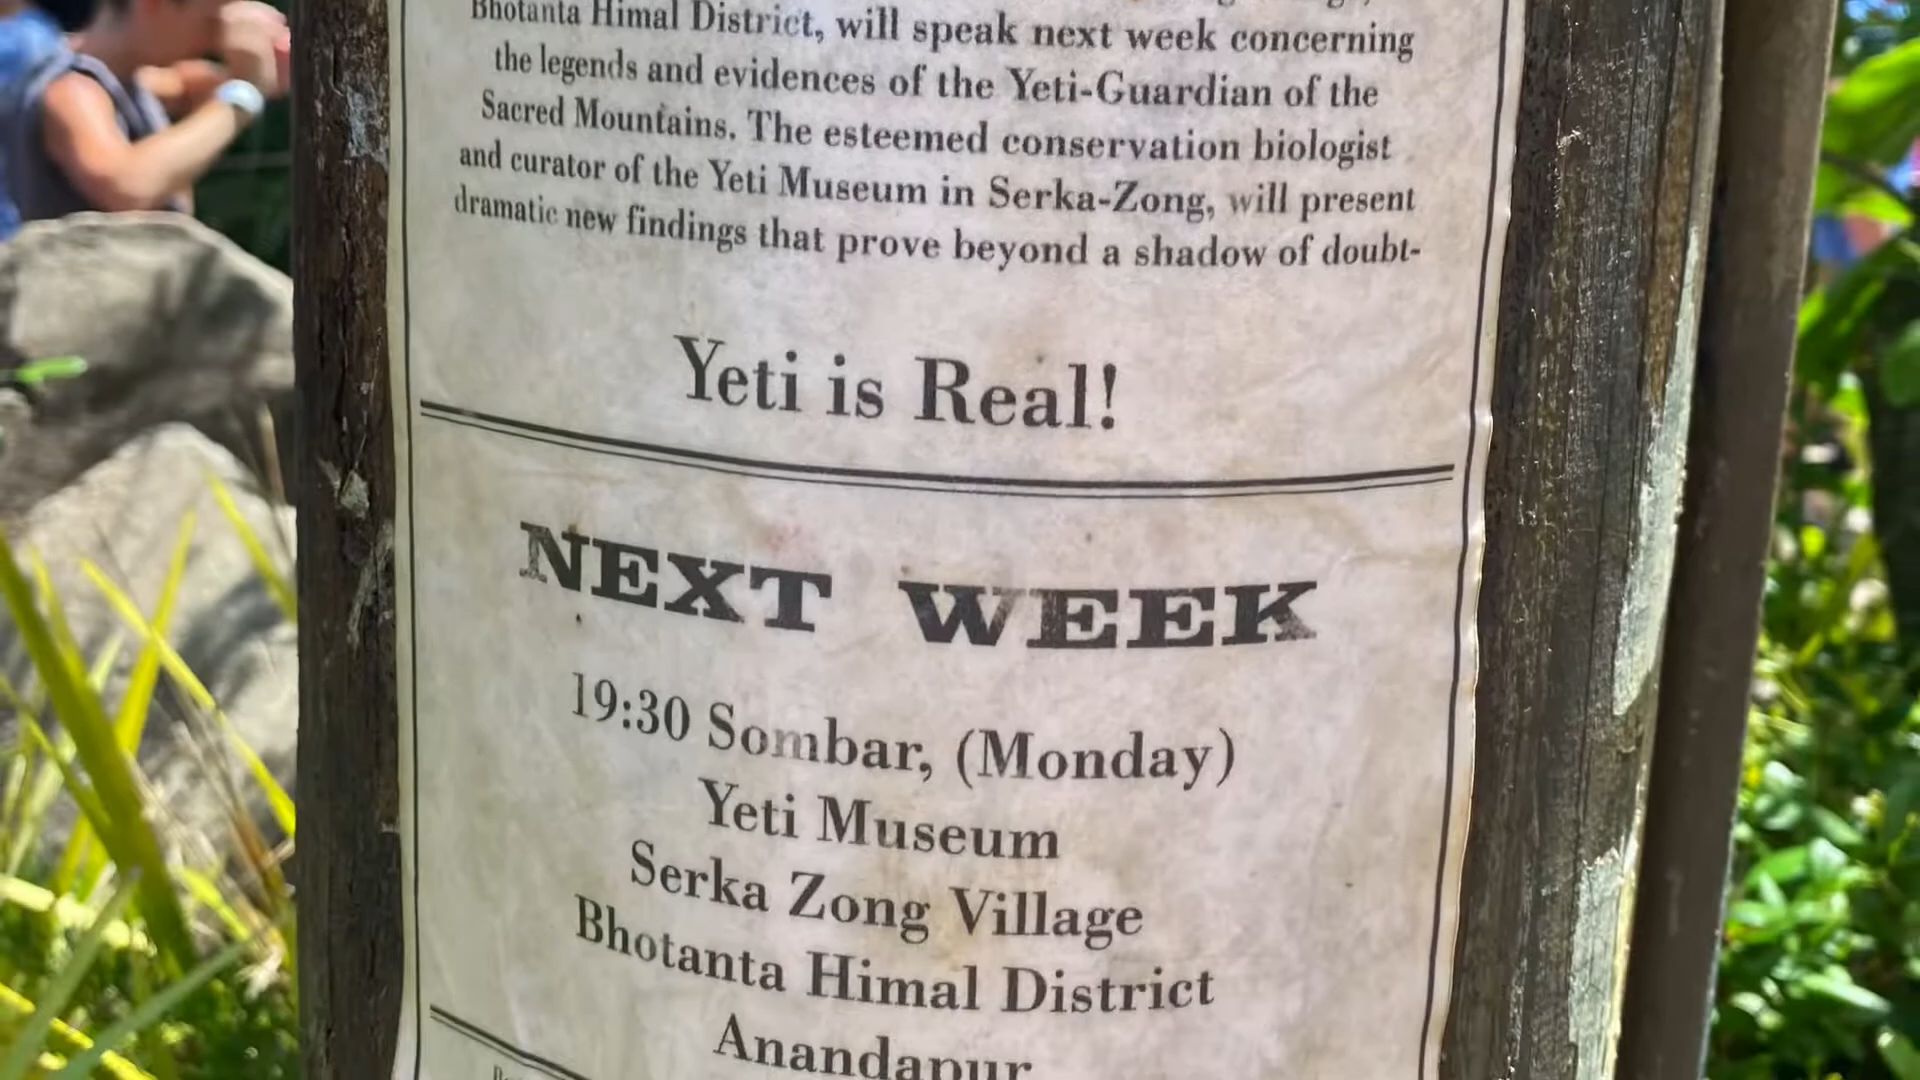 Bhotanta Himal District, will speak next week concerning
the legends and evidences of the Yeti-Guardian of the
Sacred Mountains. The esteemed conservation biologist
and curator of the Yeti Museum in Serka-Zong, will present
dramatic new findings that prove beyond a shadow of doubt-
Yeti is Real!
NEXT WEEK
19:30 Sombar, (Monday)
Yeti Museum
Serka Zong Village
Bhotanta Himal District
Anandapur